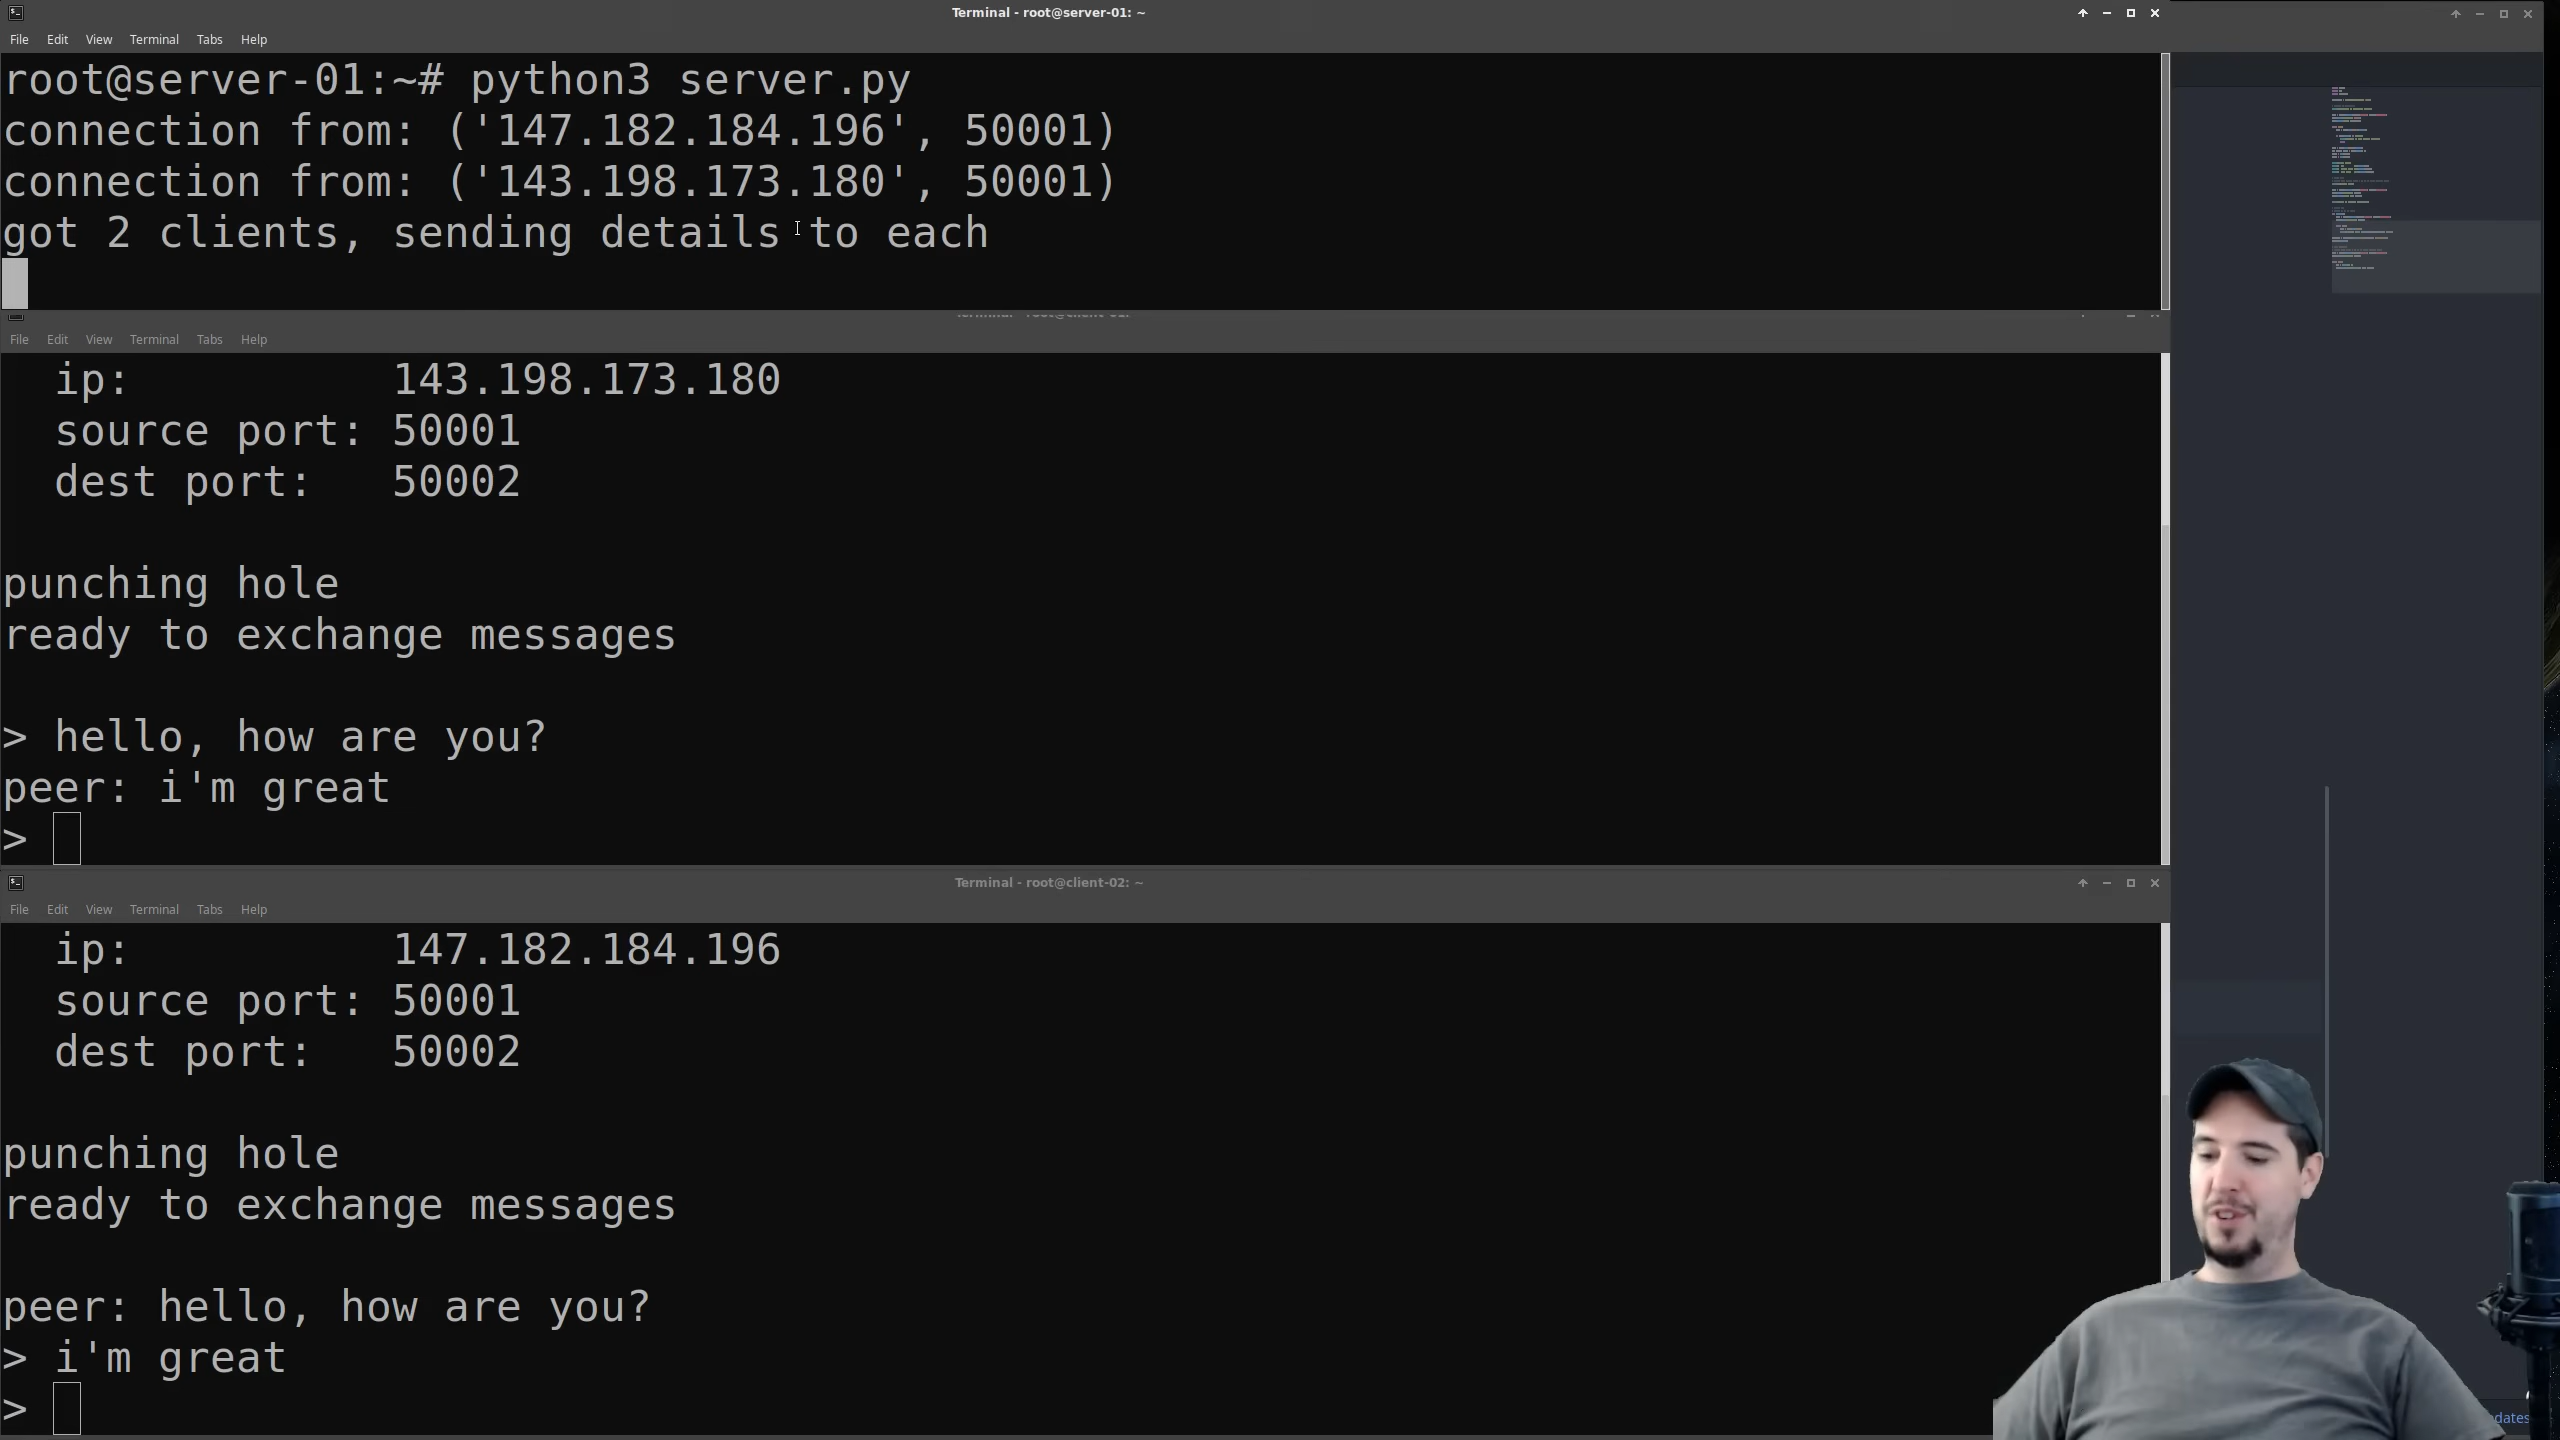 Terminal - root@server-01: ~
File Edit View Terminal Tabs Help
root@server-01:~# python3 server.py
connection from: ('147.182.184.196', 50001)
connection from: ('143.198.173.180', 50001)
got 2 clients, sending details to each
File Edit View Terminal Tabs Help
ip: 143.198.173.180
source port: 50001
dest port: 50002
punching hole
ready to exchange messages
> hello, how are you?
peer: i'm great
>
Terminal - root@client-02: ~
File Edit View Terminal Tabs Help
ip: 147.182.184.196
source port: 50001
dest port: 50002
punching hole
ready to exchange messages
peer: hello, how are you?
> i'm great
>